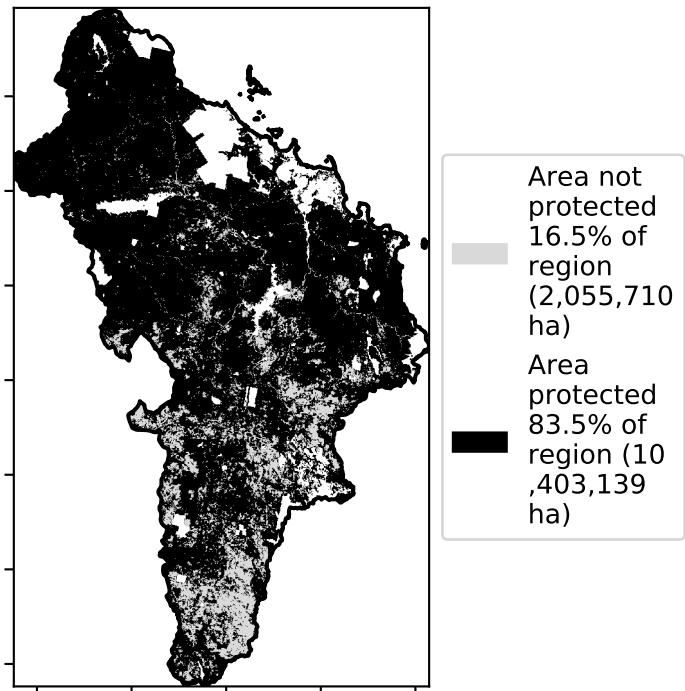 Area not
protected
16.5% of
region
(2,055,710
ha)
Area
protected
83.5% of
region (10
,403,139
ha)